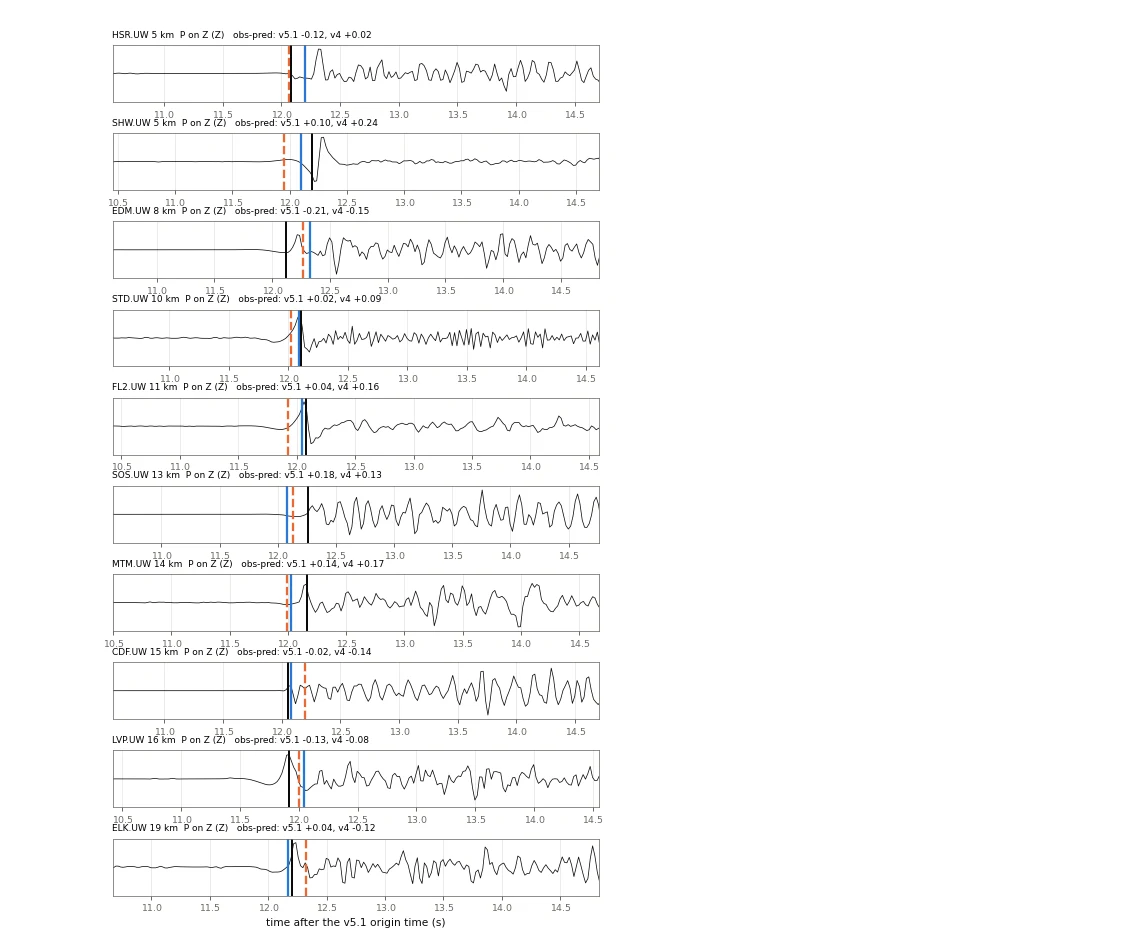 HSR.UW 5 km  P on Z (Z)   obs-pred: v5.1 -0.12, v4 +0.02
11.0 11.5 12.0 12.5 13.0 13.5 14.0 14.5
SHW.UW 5 km  P on Z (Z)   obs-pred: v5.1 +0.10, v4 +0.24
10.5 11.0 11.5 12.0 12.5 13.0 13.5 14.0 14.5
EDM.UW 8 km  P on Z (Z)   obs-pred: v5.1 -0.21, v4 -0.15
11.0 11.5 12.0 12.5 13.0 13.5 14.0 14.5
STD.UW 10 km  P on Z (Z)   obs-pred: v5.1 +0.02, v4 +0.09
11.0 11.5 12.0 12.5 13.0 13.5 14.0 14.5
FL2.UW 11 km  P on Z (Z)   obs-pred: v5.1 +0.04, v4 +0.16
10.5 11.0 11.5 12.0 12.5 13.0 13.5 14.0 14.5
SOS.UW 13 km  P on Z (Z)   obs-pred: v5.1 +0.18, v4 +0.13
11.0 11.5 12.0 12.5 13.0 13.5 14.0 14.5
MTM.UW 14 km  P on Z (Z)   obs-pred: v5.1 +0.14, v4 +0.17
10.5 11.0 11.5 12.0 12.5 13.0 13.5 14.0 14.5
CDF.UW 15 km  P on Z (Z)   obs-pred: v5.1 -0.02, v4 -0.14
11.0 11.5 12.0 12.5 13.0 13.5 14.0 14.5
LVP.UW 16 km  P on Z (Z)   obs-pred: v5.1 -0.13, v4 -0.08
10.5 11.0 11.5 12.0 12.5 13.0 13.5 14.0 14.5
ELK.UW 19 km  P on Z (Z)   obs-pred: v5.1 +0.04, v4 -0.12
11.0 11.5 12.0 12.5 13.0 13.5 14.0 14.5
time after the v5.1 origin time (s)